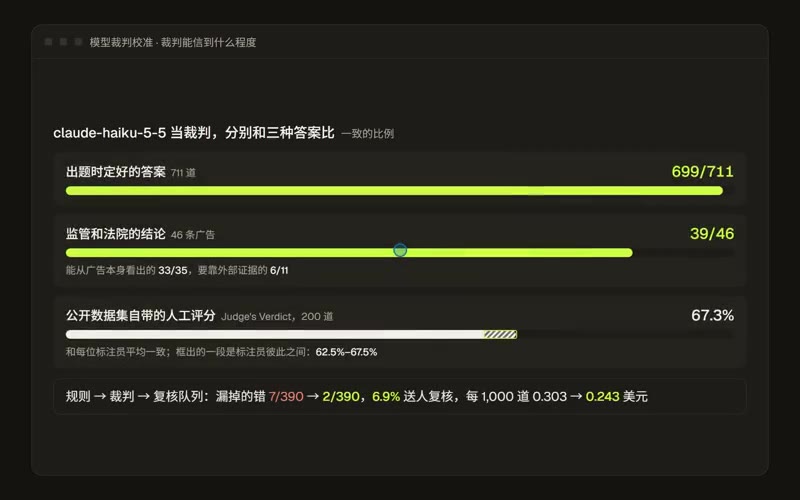 模型裁判校准 · 裁判能信到什么程度
claude-haiku-5-5 当裁判，分别和三种答案比 一致的比例
出题时定好的答案 711 道 699/711
监管和法院的结论 46 条广告 39/46
能从广告本身看出的 33/35，要靠外部证据的 6/11
公开数据集自带的人工评分 Judge's Verdict，200 道 67.3%
和每位标注员平均一致；框出的一段是标注员彼此之间：62.5%–67.5%
规则 → 裁判 → 复核队列：漏掉的错 7/390 → 2/390，6.9% 送人复核，每 1,000 道 0.303 → 0.243 美元